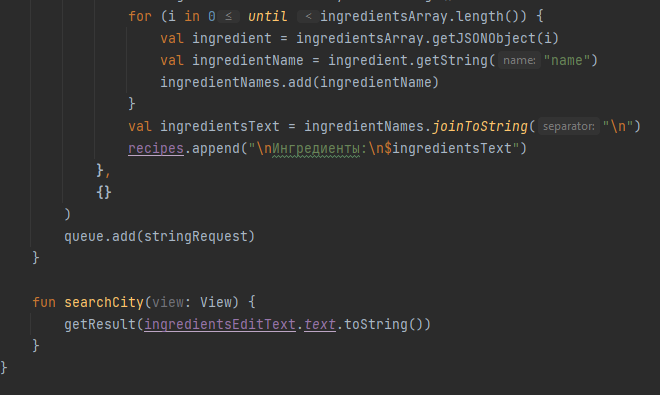 for (i in 0 ≤ until < ingredientsArray.length()) {
val ingredient = ingredientsArray.getJSONObject(i)
val ingredientName = ingredient.getString( name: "name")
ingredientNames.add(ingredientName)
}
val ingredientsText = ingredientNames.joinToString( separator: "\n")
recipes.append("\nИнгредиенты:\n$ingredientsText")
},
{}
)
queue.add(stringRequest)
}
fun searchCity(view: View) {
getResult(ingredientsEditText.text.toString())
}
}